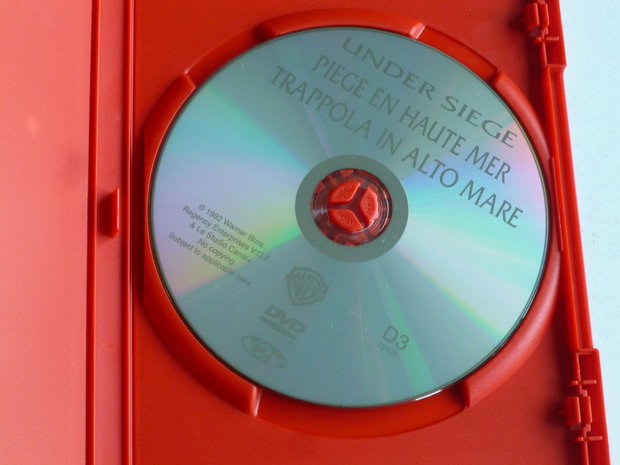 UNDER SIEGE
PIEGE EN HAUTE MER
TRAPPOLA IN ALTO MARE
© 1992 Warner Bros.
Regency Enterprises V.O.F.
& Le Studio Canal+
No copying.
Subject to applicable laws.
DVD
D3
12420